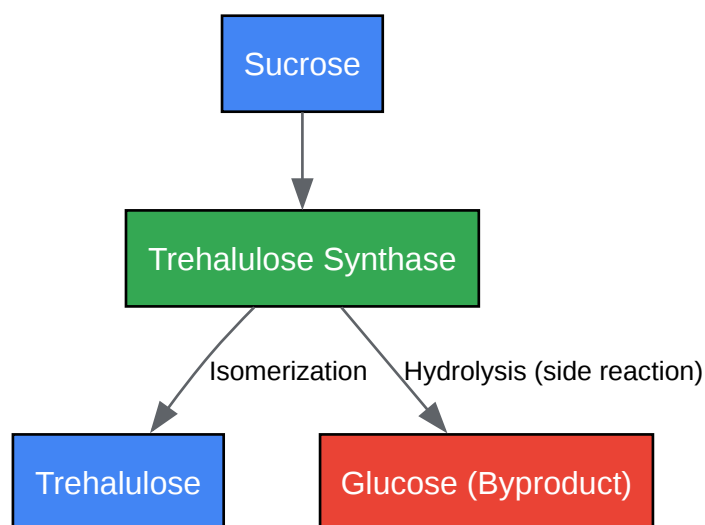 Sucrose
Trehalulose Synthase
Isomerization
Hydrolysis (side reaction)
Trehalulose
Glucose (Byproduct)